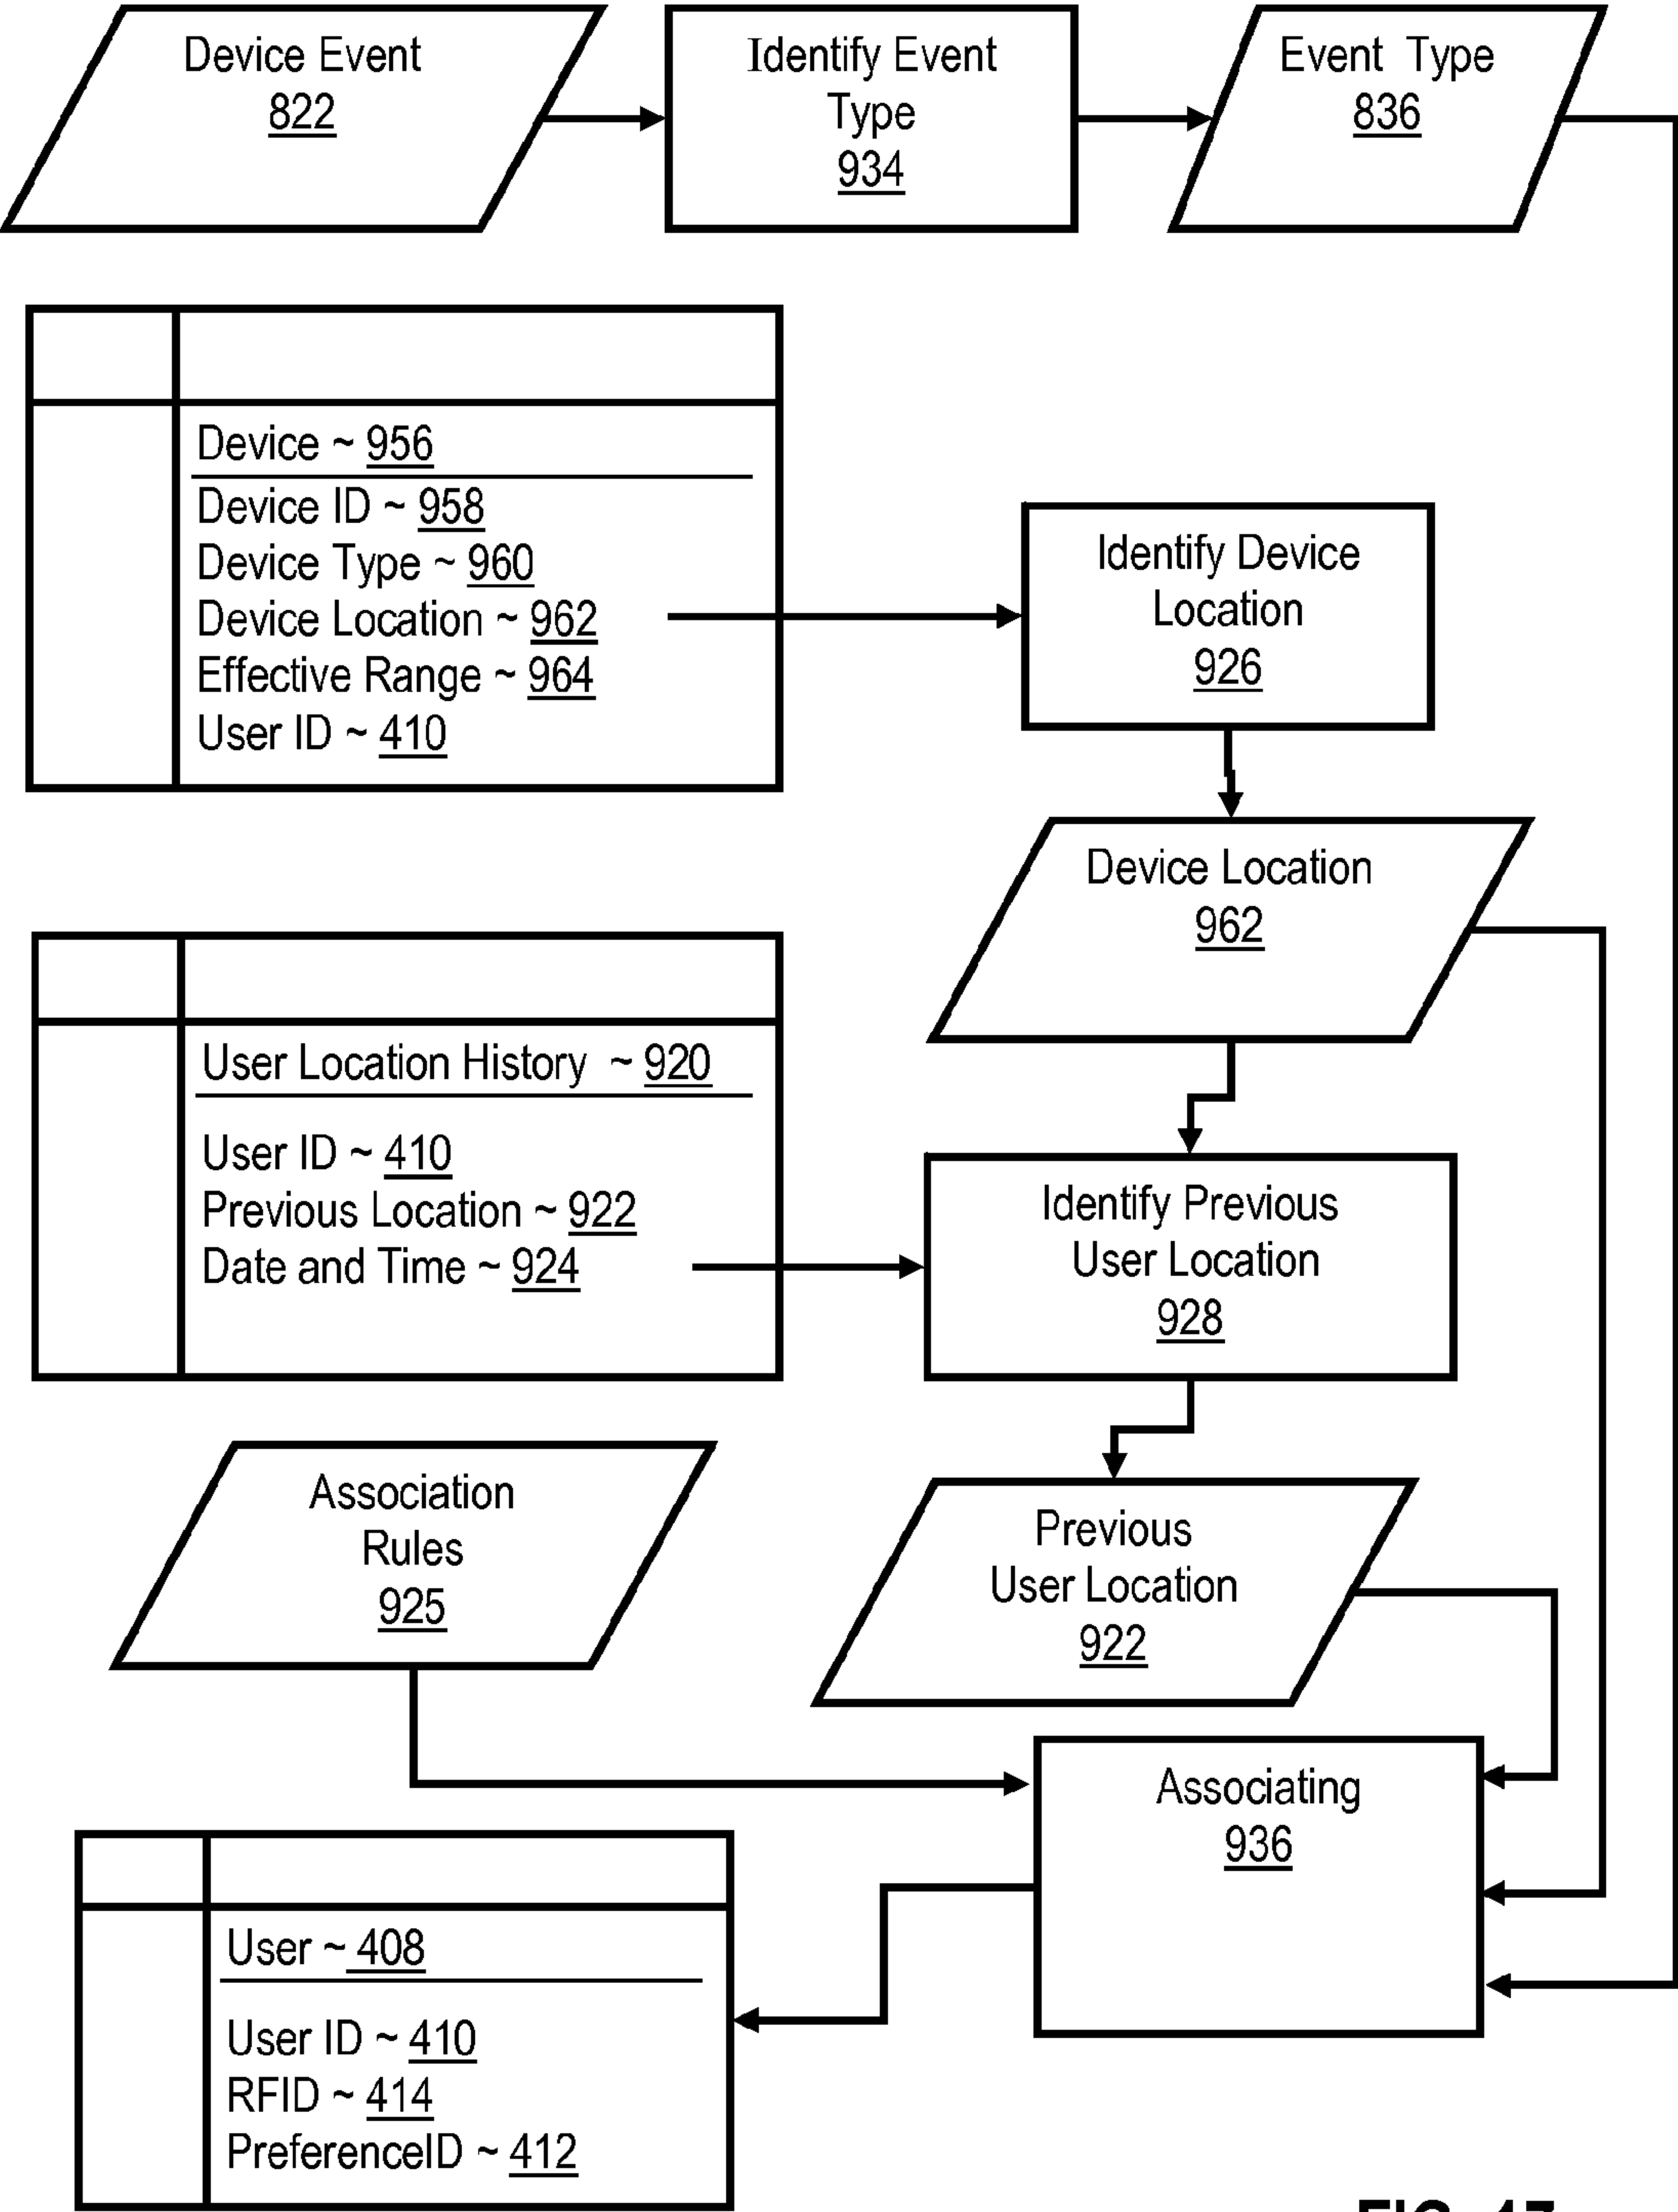 Device Event
822
Identify Event
Type
934
Event Type
836
Device ~ 956
Device ID ~ 958
Device Type ~ 960
Device Location ~ 962
Effective Range ~ 964
User ID ~ 410
Identify Device
Location
926
Device Location
962
User Location History ~ 920
User ID ~ 410
Previous Location ~ 922
Date and Time ~ 924
Identify Previous
User Location
928
Association
Rules
925
Previous
User Location
922
Associating
936
User ~ 408
User ID ~ 410
RFID ~ 414
PreferenceID ~ 412